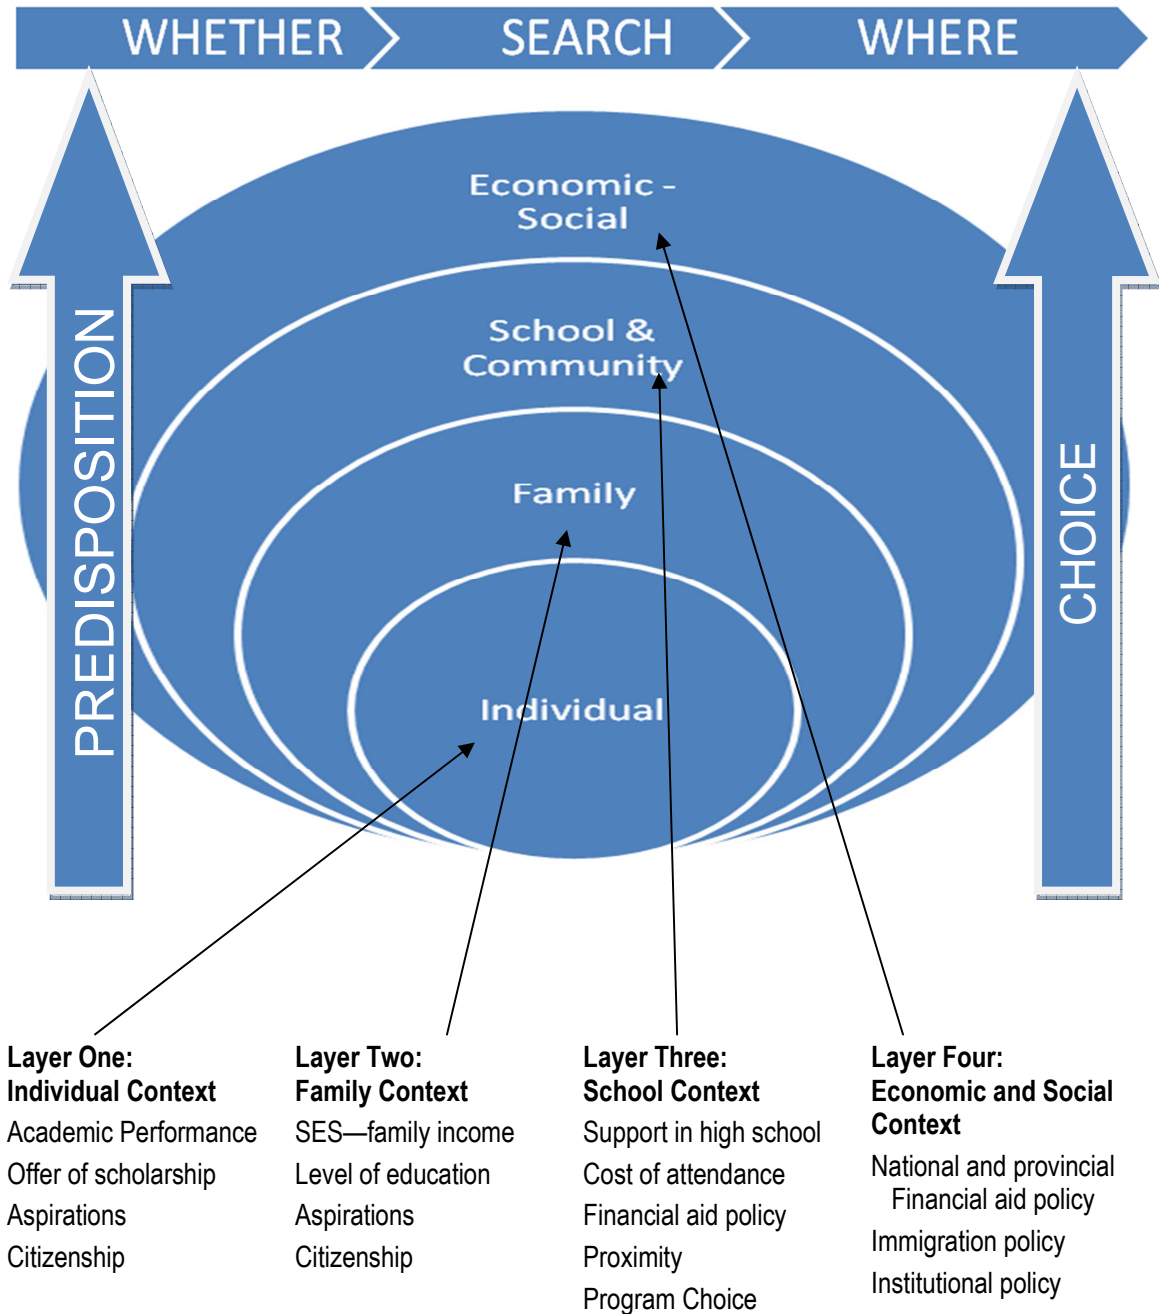 WHETHER SEARCH WHERE
Economic -
Social
School &
Community
Family
Individual
PREDISPOSITION
CHOICE
Layer One:
Individual Context
Academic Performance
Offer of scholarship
Aspirations
Citizenship
Layer Two:
Family Context
SES—family income
Level of education
Aspirations
Citizenship
Layer Three:
School Context
Support in high school
Cost of attendance
Financial aid policy
Proximity
Program Choice
Layer Four:
Economic and Social
Context
National and provincial
Financial aid policy
Immigration policy
Institutional policy